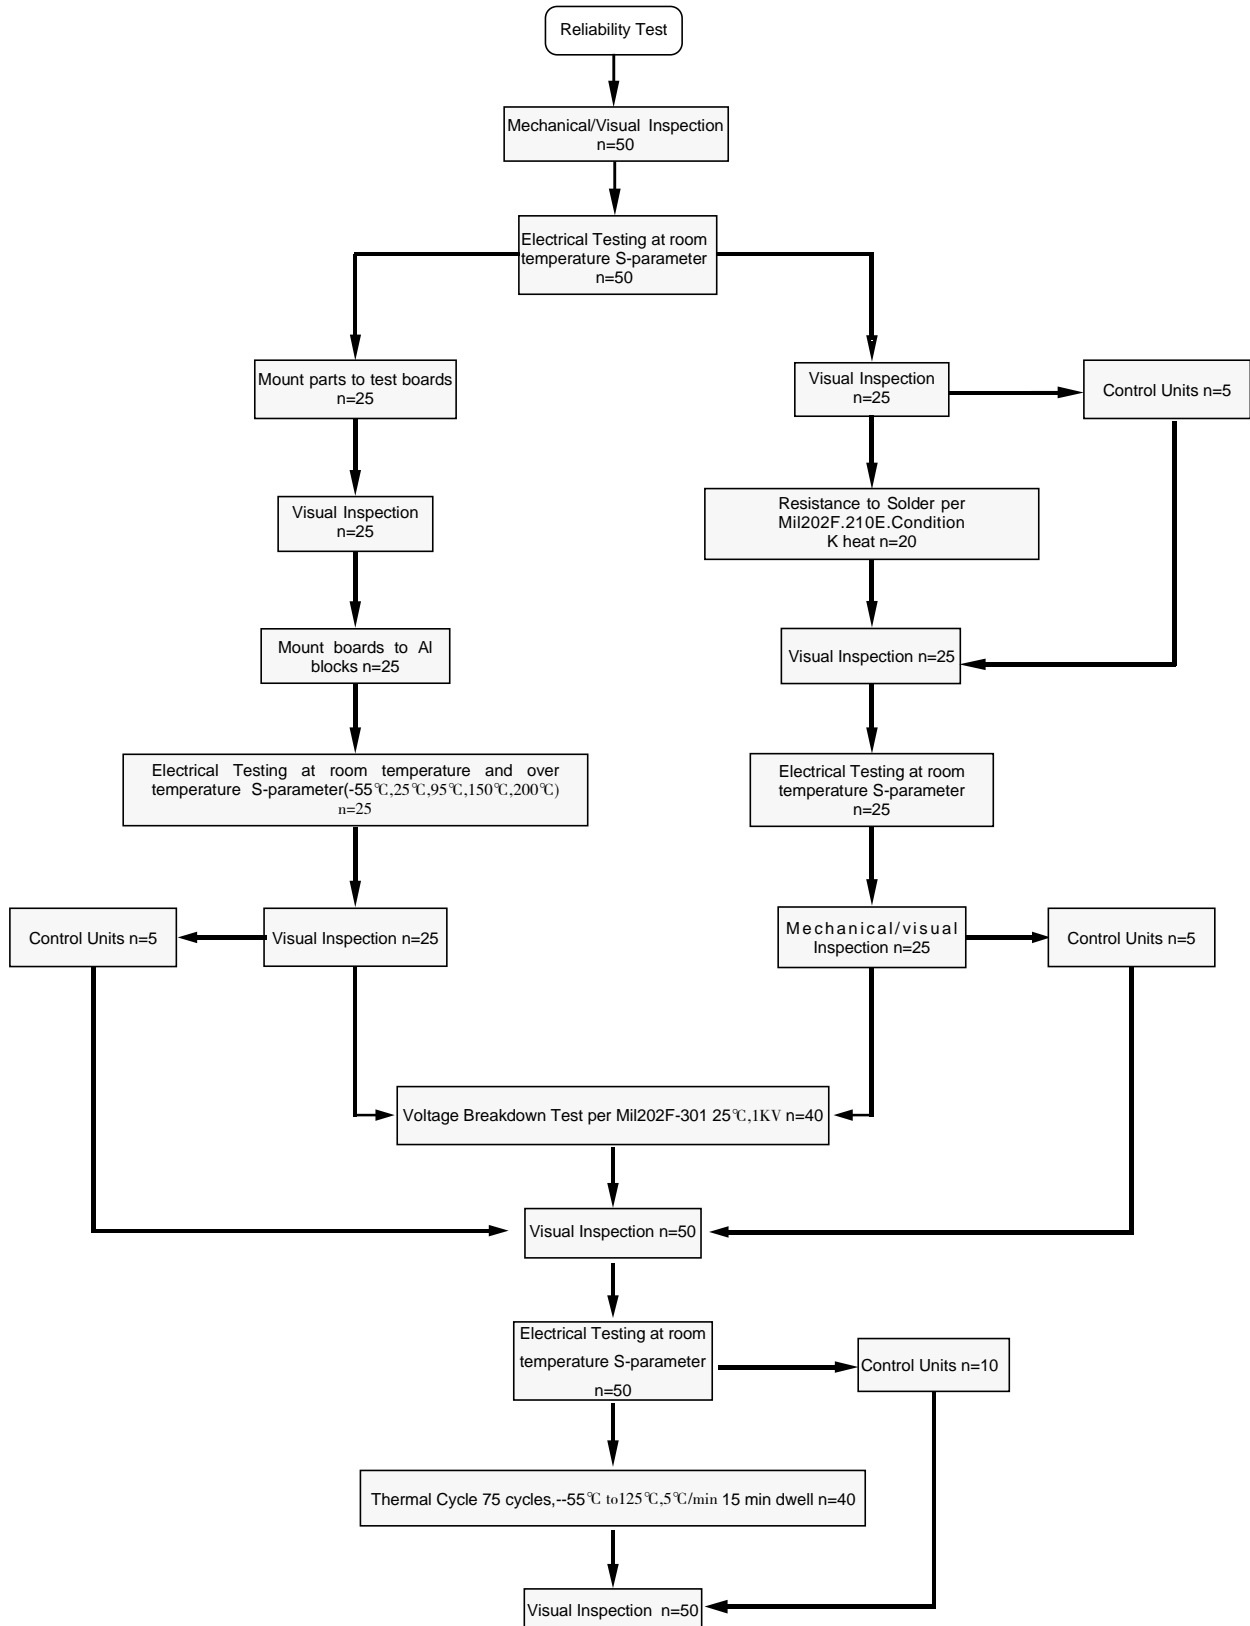 Reliability Test
Mechanical/Visual Inspection
n=50
Electrical Testing at room
temperature S-parameter
n=50
Mount parts to test boards
n=25
Visual Inspection
n=25
Control Units n=5
Visual Inspection
n=25
Resistance to Solder per
Mil202F.210E.Condition
K heat n=20
Mount boards to Al
blocks n=25
Visual Inspection n=25
Electrical Testing at room temperature and over
temperature S-parameter(-55℃,25℃,95℃,150℃,200℃)
n=25
Electrical Testing at room
temperature S-parameter
n=25
Control Units n=5
Visual Inspection n=25
Mechanical/visual
Inspection n=25
Control Units n=5
Voltage Breakdown Test per Mil202F-301 25℃,1KV n=40
Visual Inspection n=50
Electrical Testing at room
temperature S-parameter
n=50
Control Units n=10
Thermal Cycle 75 cycles,--55℃ to125℃,5℃/min 15 min dwell n=40
Visual Inspection n=50